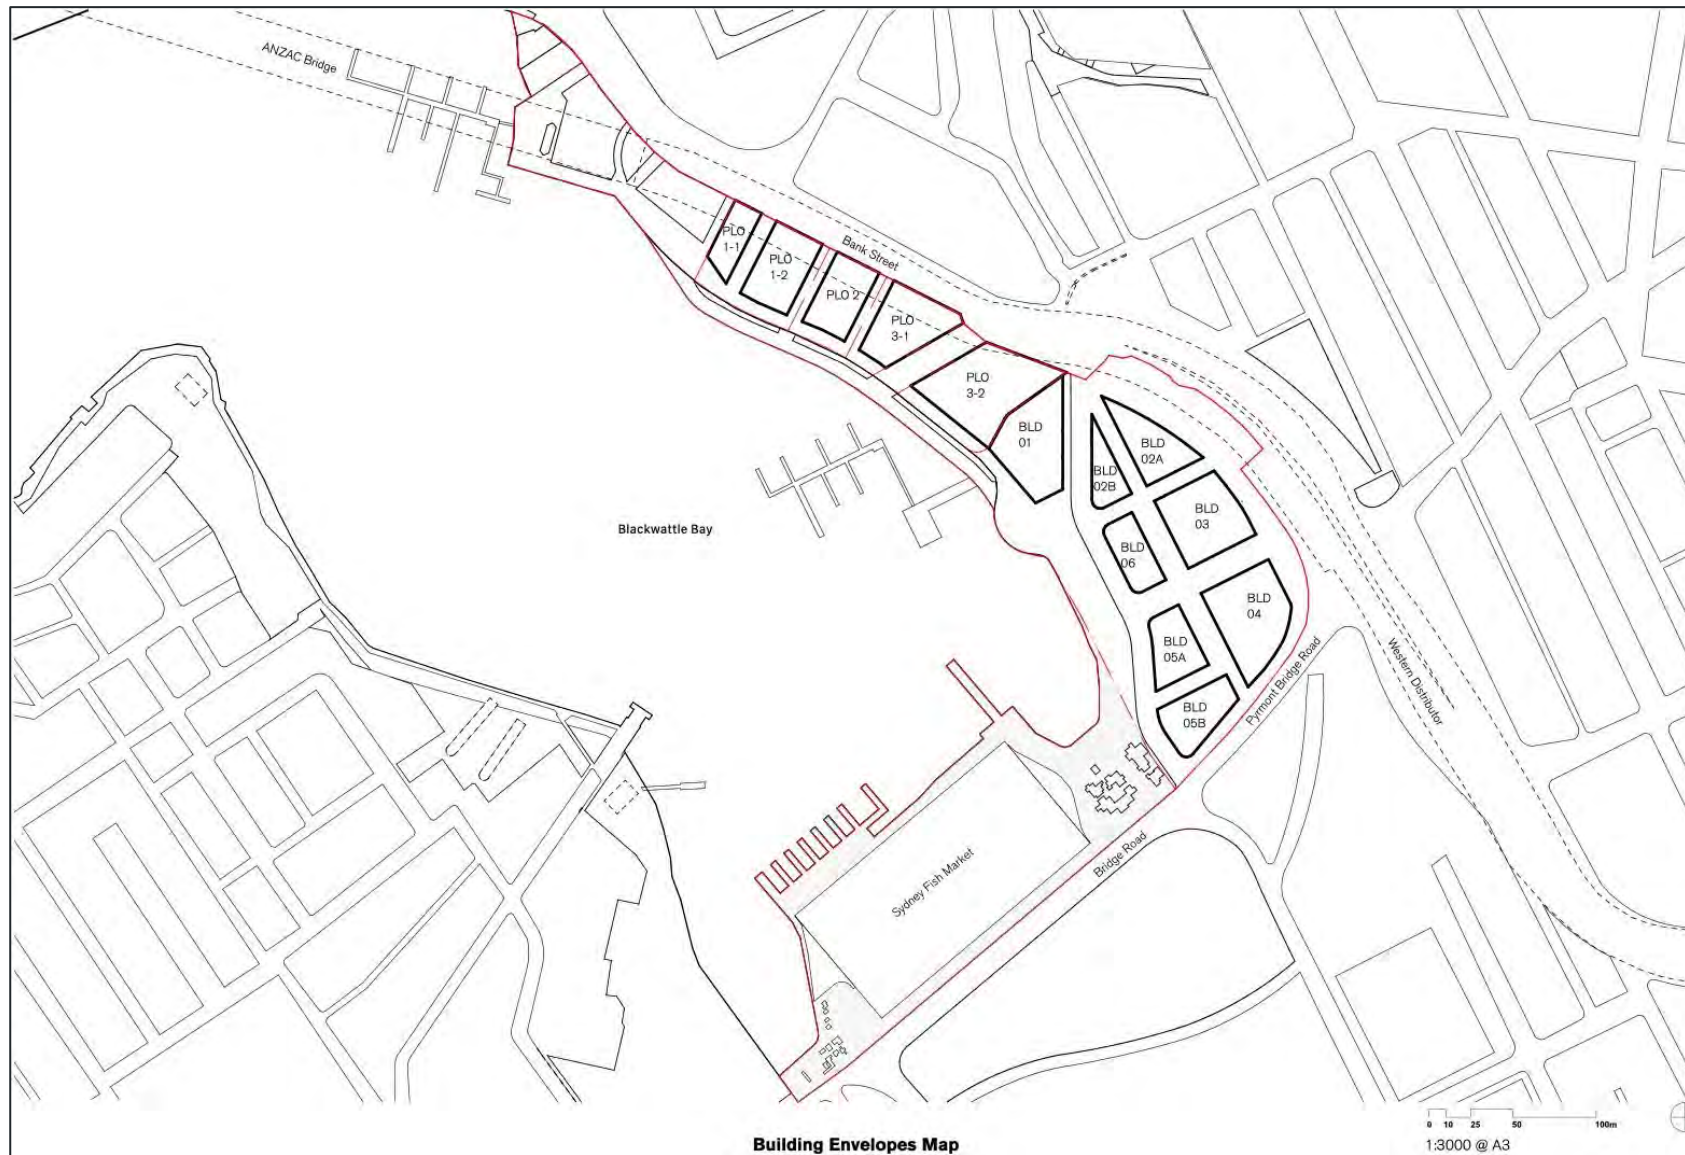 ANZAC Bridge
Bank Street
PLO
1-1
PLO
1-2
PLO 2
PLO
3-1
PLO
3-2
BLD
01
BLD
02A
BLD
02B
BLD
03
BLD
06
BLD
04
BLD
05A
BLD
05B
Blackwattle Bay
Western Distributor
Pyrmont Bridge Road
Bridge Road
Sydney Fish Market
0 10 25 50 100m
1:3000 @ A3
Building Envelopes Map